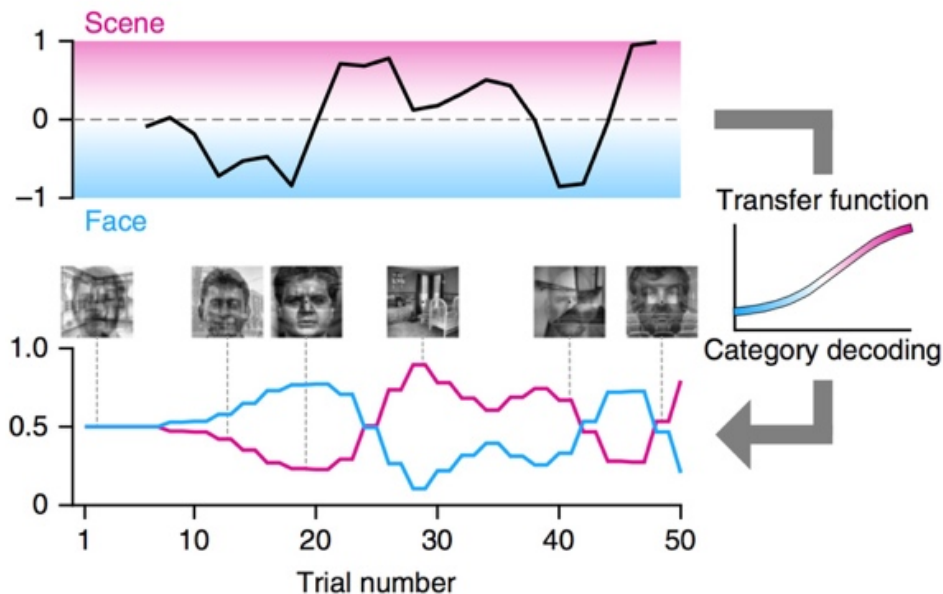 Scene
1
0
−1
Face
Transfer function
Category decoding
1.0
0.5
0
1 10 20 30 40 50
Trial number